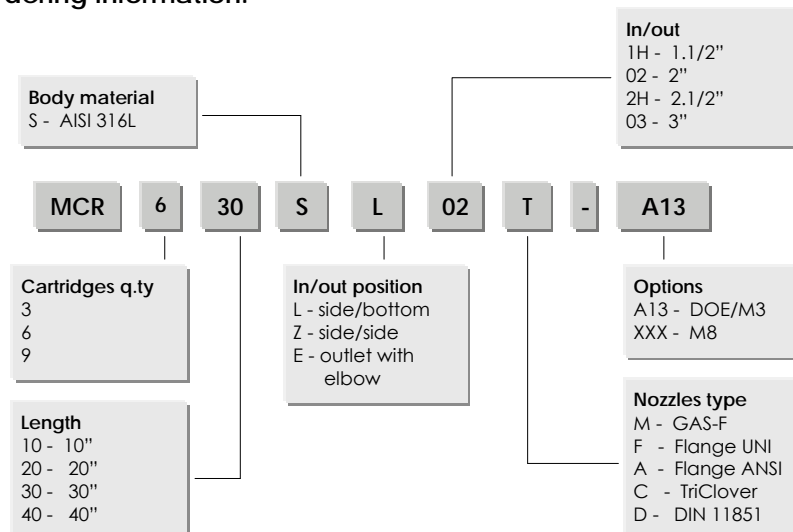 In/out
1H - 1.1/2"
02 - 2"
2H - 2.1/2"
03 - 3"
Body material
S - AISI 316L
MCR 6 30 S L 02 T - A13
Cartridges q.ty
3
6
9
In/out position
L - side/bottom
Z - side/side
E - outlet with
elbow
Options
A13 - DOE/M3
XXX - M8
Length
10 - 10"
20 - 20"
30 - 30"
40 - 40"
Nozzles type
M - GAS-F
F - Flange UNI
A - Flange ANSI
C - TriClover
D - DIN 11851